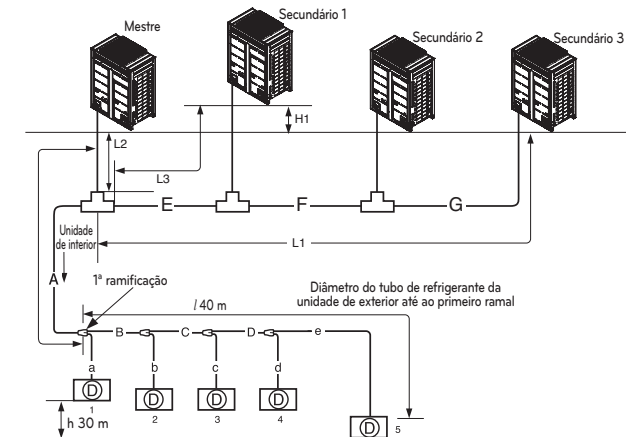 Mestre
Secundário 1
Secundário 2
Secundário 3
H1
L2
L3
E
F
G
L1
Unidade
de interior
A
1ª ramificação
l 40 m
Diâmetro do tubo de refrigerante da
unidade de exterior até ao primeiro ramal
B
C
D
e
a
b
c
d
D
D
D
D
D
1
2
3
4
5
h 30 m